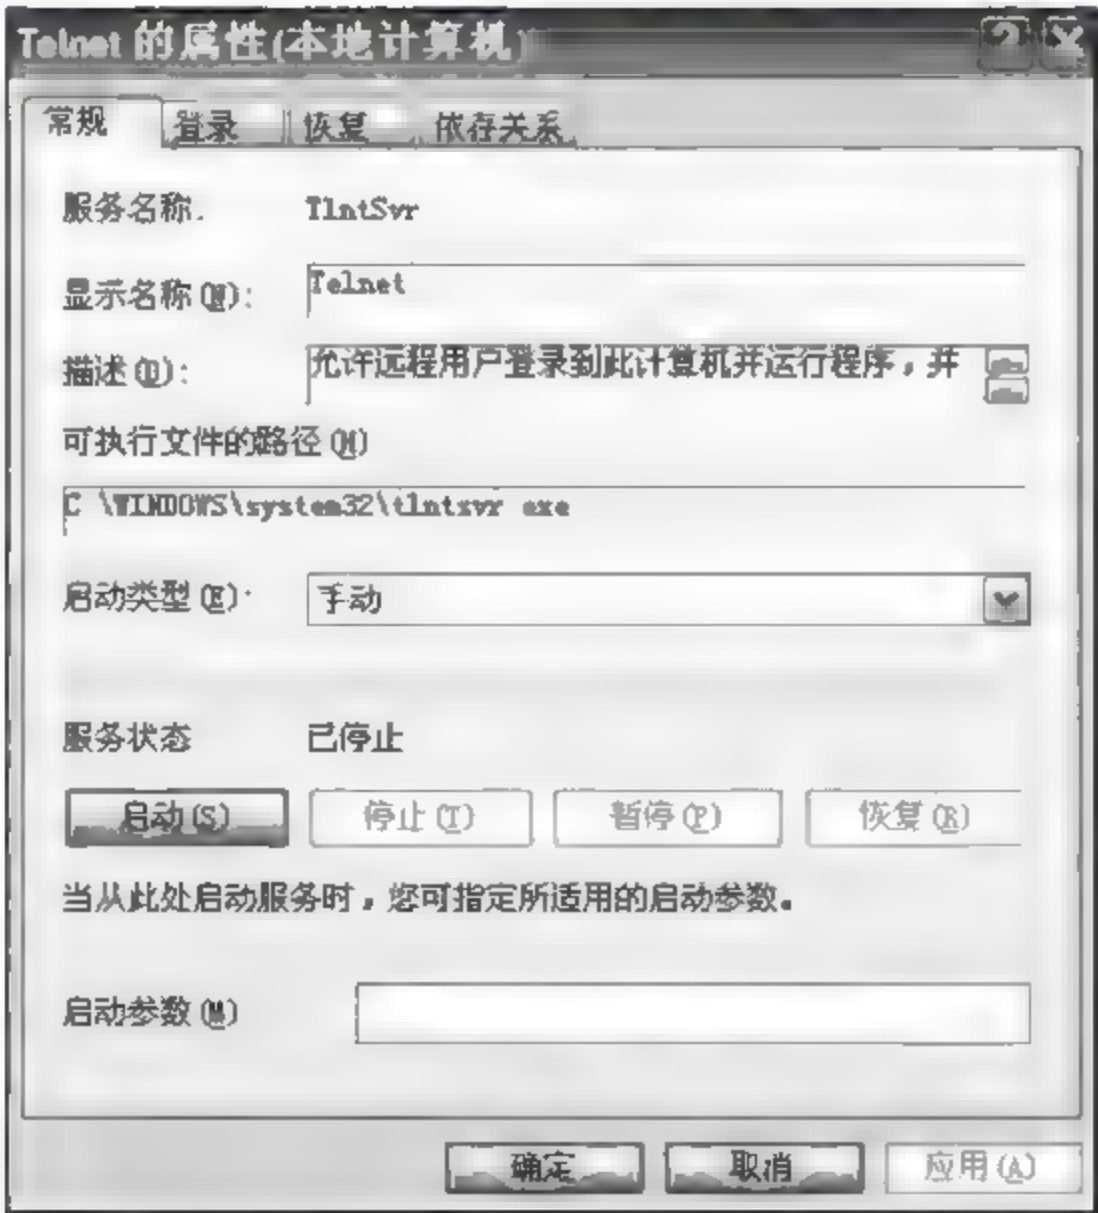 Telnet 的属性(本地计算机)
常规 登录 恢复 依存关系
服务名称: TlntSvr
显示名称(N): Telnet
描述(D): 允许远程用户登录到此计算机并运行程序，并
可执行文件的路径(H)
C \WINDOWS\system32\tlntsvr exe
启动类型(E): 手动
服务状态 已停止
启动(S) 停止(T) 暂停(P) 恢复(R)
当从此处启动服务时，您可指定所适用的启动参数。
启动参数(M)
确定 取消 应用(A)